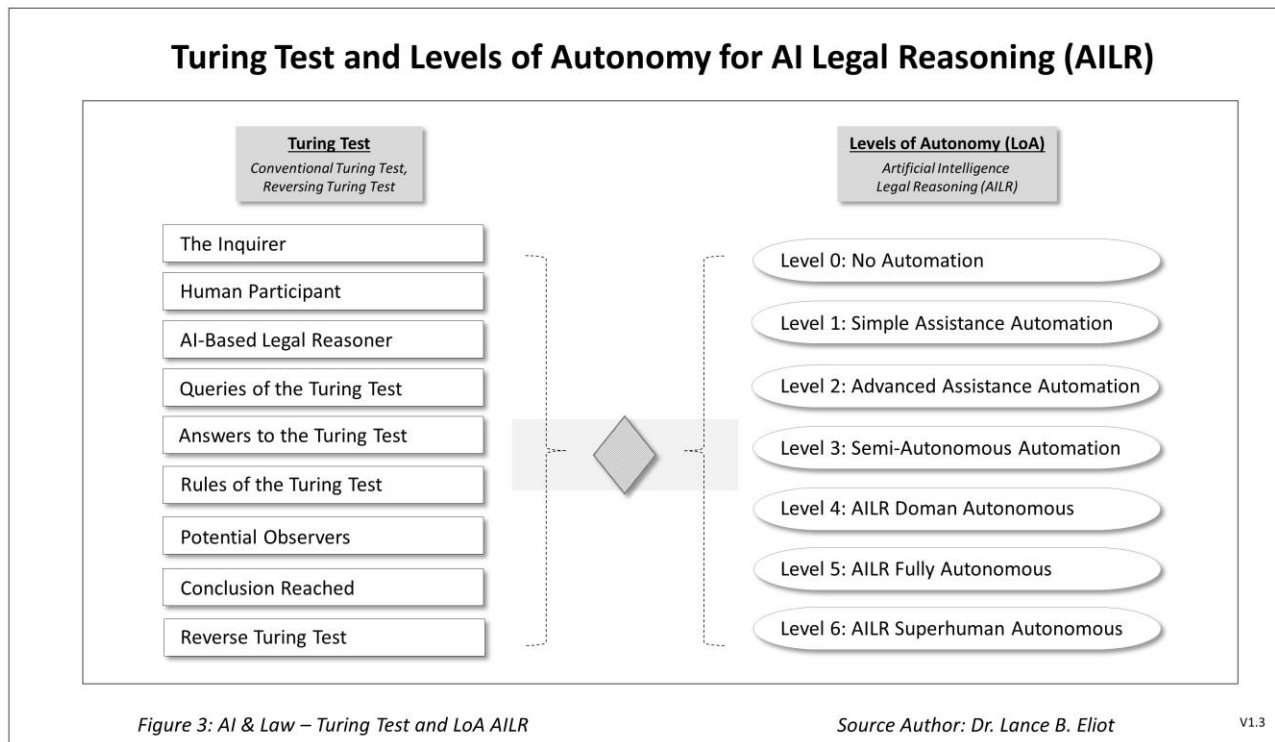 Turing Test and Levels of Autonomy for AI Legal Reasoning (AILR)
Turing Test
Conventional Turing Test,
Reversing Turing Test
The Inquirer
Human Participant
AI-Based Legal Reasoner
Queries of the Turing Test
Answers to the Turing Test
Rules of the Turing Test
Potential Observers
Conclusion Reached
Reverse Turing Test
Levels of Autonomy (LoA)
Artificial Intelligence
Legal Reasoning (AILR)
Level 0: No Automation
Level 1: Simple Assistance Automation
Level 2: Advanced Assistance Automation
Level 3: Semi-Autonomous Automation
Level 4: AILR Doman Autonomous
Level 5: AILR Fully Autonomous
Level 6: AILR Superhuman Autonomous
Figure 3: AI & Law – Turing Test and LoA AILR
Source Author: Dr. Lance B. Eliot
V1.3